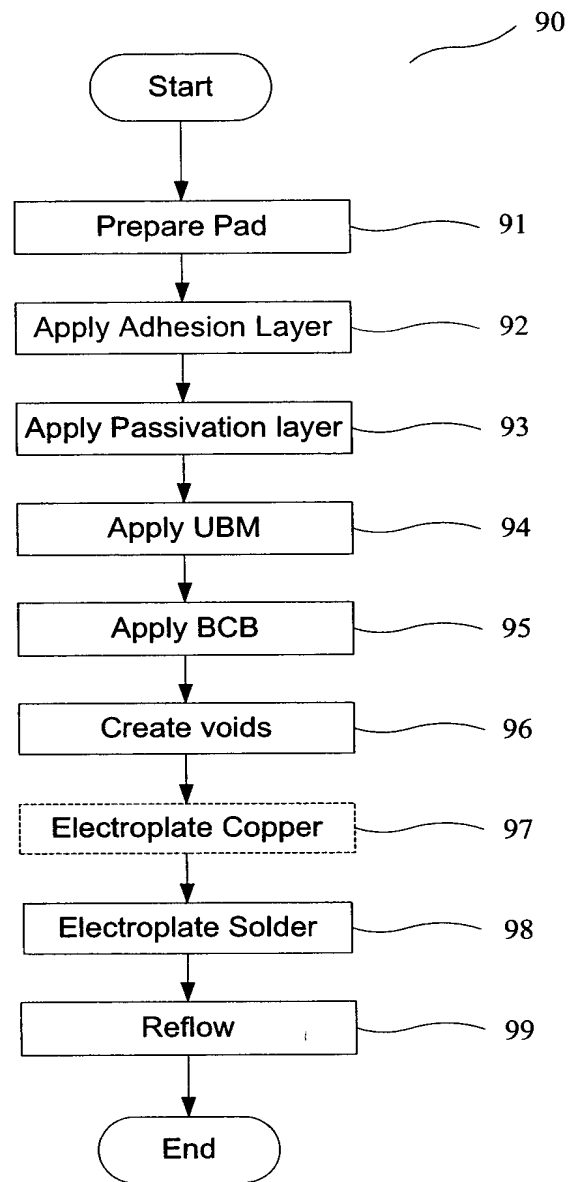 90
Start
Prepare Pad 91
Apply Adhesion Layer 92
Apply Passivation layer 93
Apply UBM 94
Apply BCB 95
Create voids 96
Electroplate Copper 97
Electroplate Solder 98
Reflow 99
End